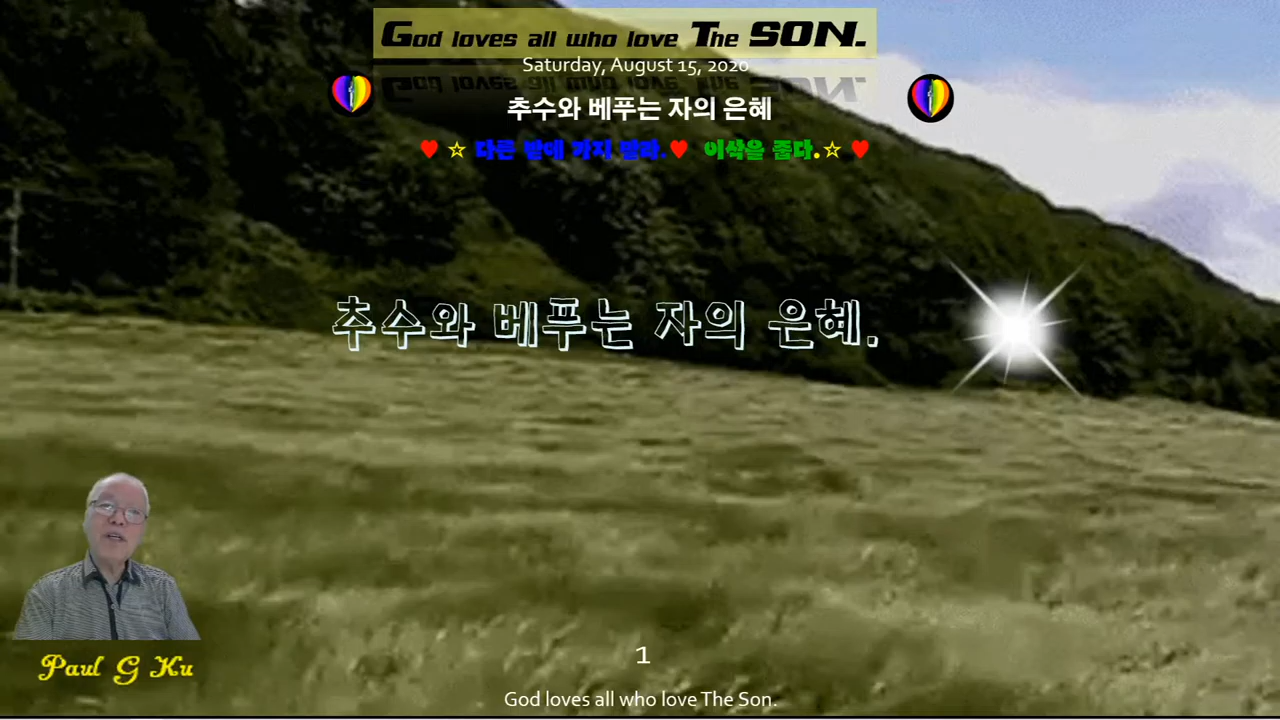 God loves all who love The SON.
Saturday, August 15, 2020
추수와 베푸는 자의 은혜
♥ ☆ 다른 밭에 가지 말라.♥ 이삭을 줍다.☆ ♥
추수와 베푸는 자의 은혜.
Paul G Ku
1
God loves all who love The Son.